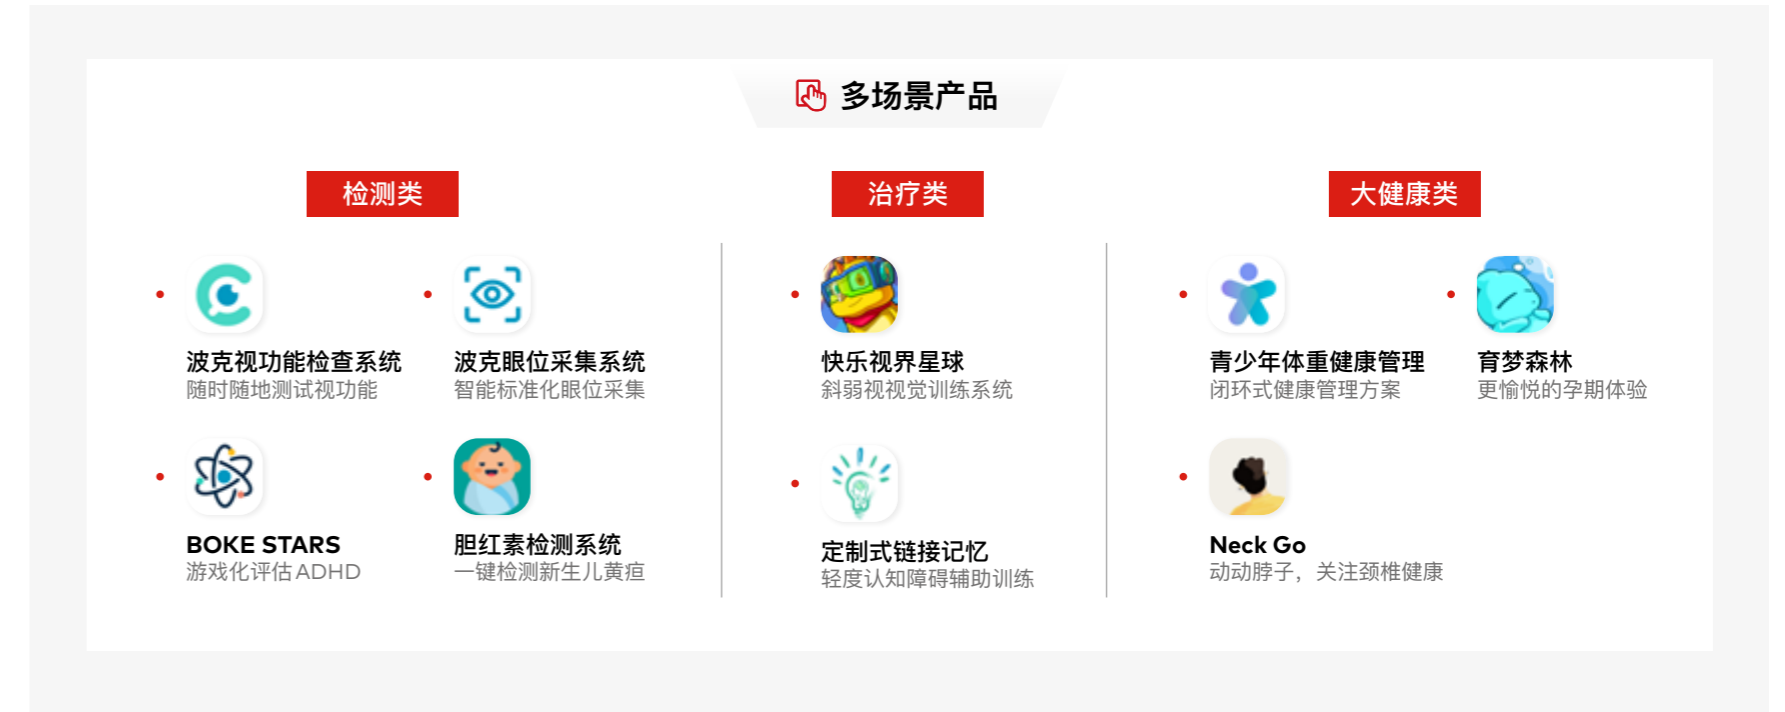 多场景产品
检测类
波克视功能检查系统
随时随地测试视功能
波克眼位采集系统
智能标准化眼位采集
BOKE STARS
游戏化评估ADHD
胆红素检测系统
一键检测新生儿黄疸
治疗类
快乐视界星球
斜弱视视觉训练系统
定制式链接记忆
轻度认知障碍辅助训练
大健康类
青少年体重健康管理
闭环式健康管理方案
育梦森林
更愉悦的孕期体验
Neck Go
动动脖子，关注颈椎健康